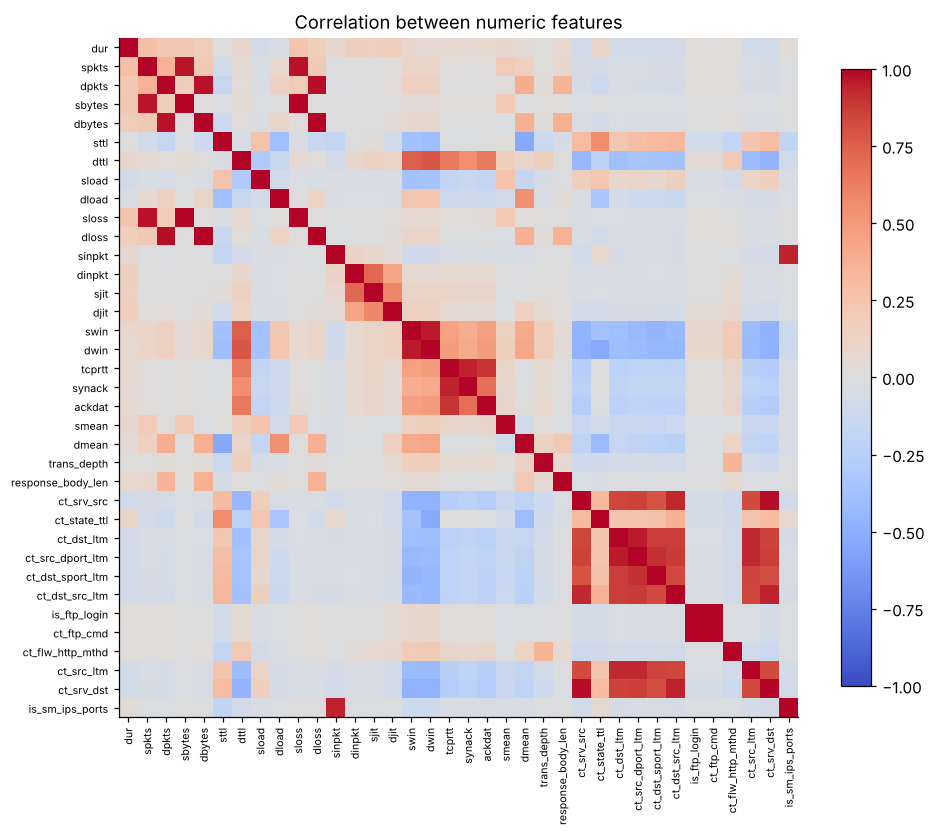 Correlation between numeric features
dur
spkts
dpkts
sbytes
dbytes
sttl
dttl
sload
dload
sloss
dloss
sinpkt
dinpkt
sjit
djit
swin
dwin
tcprtt
synack
ackdat
smean
dmean
trans_depth
response_body_len
ct_srv_src
ct_state_ttl
ct_dst_ltm
ct_src_dport_ltm
ct_dst_sport_ltm
ct_dst_src_ltm
is_ftp_login
ct_ftp_cmd
ct_flw_http_mthd
ct_src_ltm
ct_srv_dst
is_sm_ips_ports
dur
spkts
dpkts
sbytes
dbytes
sttl
dttl
sload
dload
sloss
dloss
sinpkt
dinpkt
sjit
djit
swin
dwin
tcprtt
synack
ackdat
smean
dmean
trans_depth
response_body_len
ct_srv_src
ct_state_ttl
ct_dst_ltm
ct_src_dport_ltm
ct_dst_sport_ltm
ct_dst_src_ltm
is_ftp_login
ct_ftp_cmd
ct_flw_http_mthd
ct_src_ltm
ct_srv_dst
is_sm_ips_ports
1.00
0.75
0.50
0.25
0.00
−0.25
−0.50
−0.75
−1.00